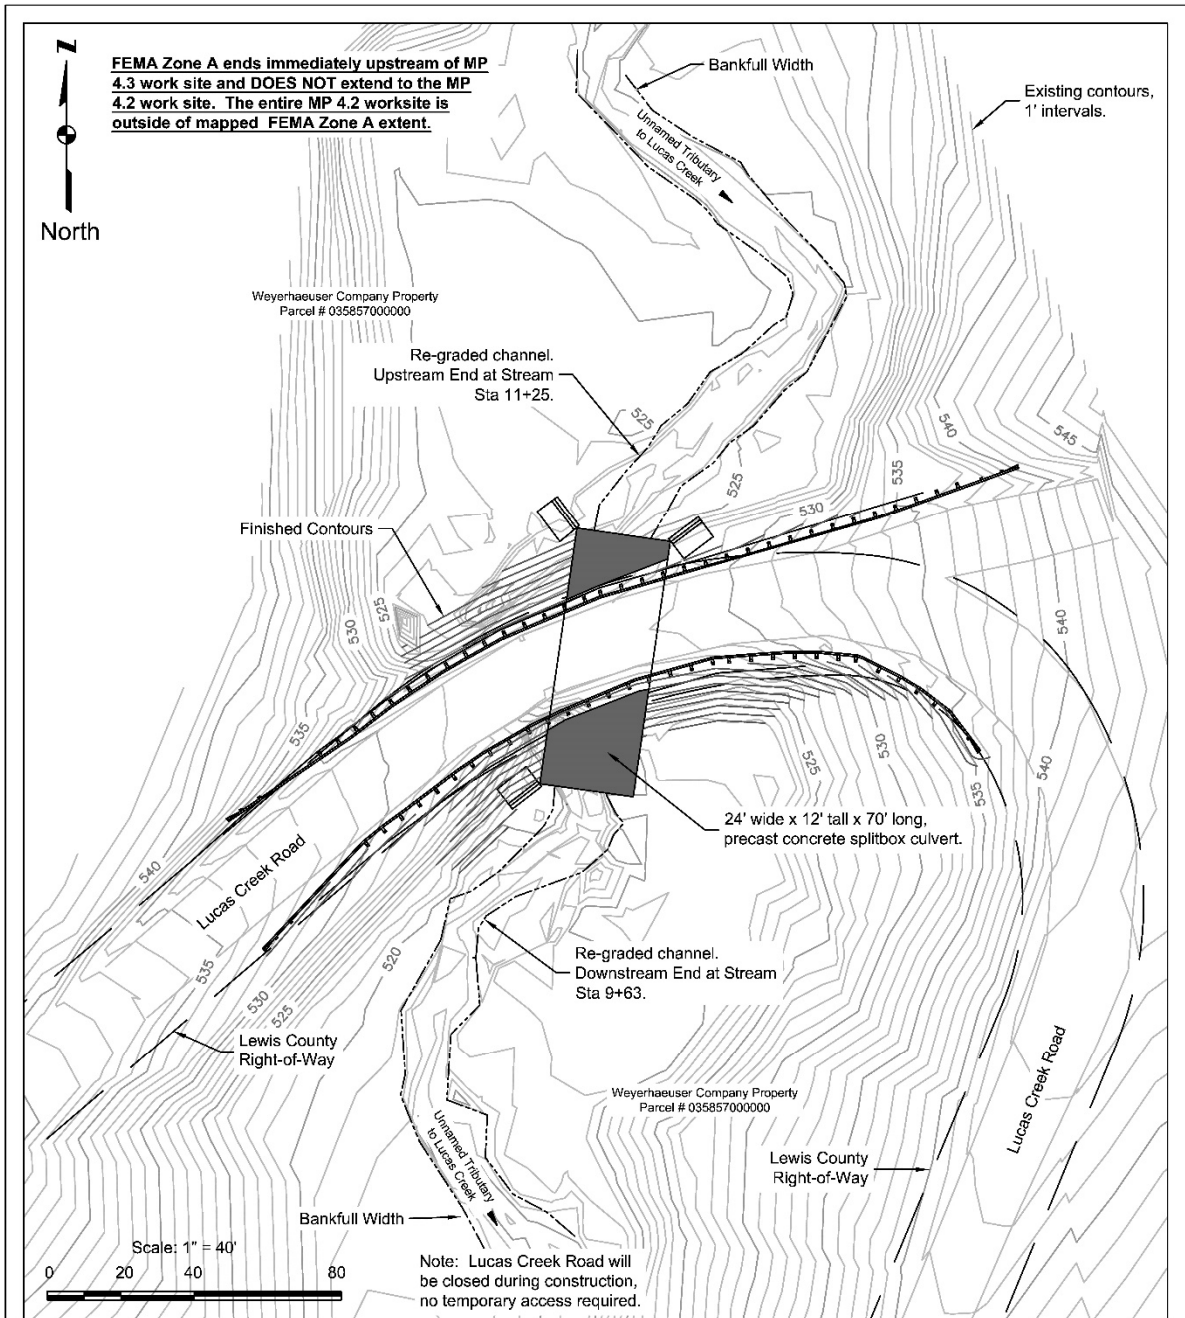 Z
North
FEMA Zone A ends immediately upstream of MP
4.3 work site and DOES NOT extend to the MP
4.2 work site. The entire MP 4.2 worksite is
outside of mapped FEMA Zone A extent.
Bankfull Width
Existing contours,
1' intervals.
Unnamed Tributary
to Lucas Creek
Weyerhaeuser Company Property
Parcel # 035857000000
Re-graded channel.
Upstream End at Stream
Sta 11+25.
525
540
545
535
525
530
Finished Contours
525
530
540
535
525
530
540
535
540
535
24' wide x 12' tall x 70' long,
precast concrete splitbox culvert.
Lucas Creek Road
520
535
530
525
Re-graded channel.
Downstream End at Stream
Sta 9+63.
Lewis County
Right-of-Way
Weyerhaeuser Company Property
Parcel # 035857000000
Lucas Creek Road
Unnamed Tributary
to Lucas Creek
Lewis County
Right-of-Way
Bankfull Width
Scale: 1" = 40'
0 20 40 80
Note: Lucas Creek Road will
be closed during construction,
no temporary access required.